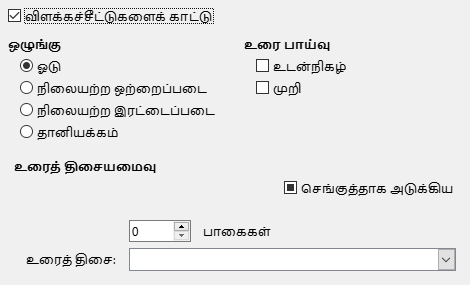 விளக்கச்சீட்டுகளைக் காட்டு
ஒழுங்கு
ஓடு
நிலையற்ற ஒற்றைப்படை
நிலையற்ற இரட்டைப்படை
தானியக்கம்
உரை பாய்வு
உடன்நிகழ்
முறி
உரைத் திசையமைவு
செங்குத்தாக அடுக்கிய
0 பாகைகள்
உரைத் திசை: